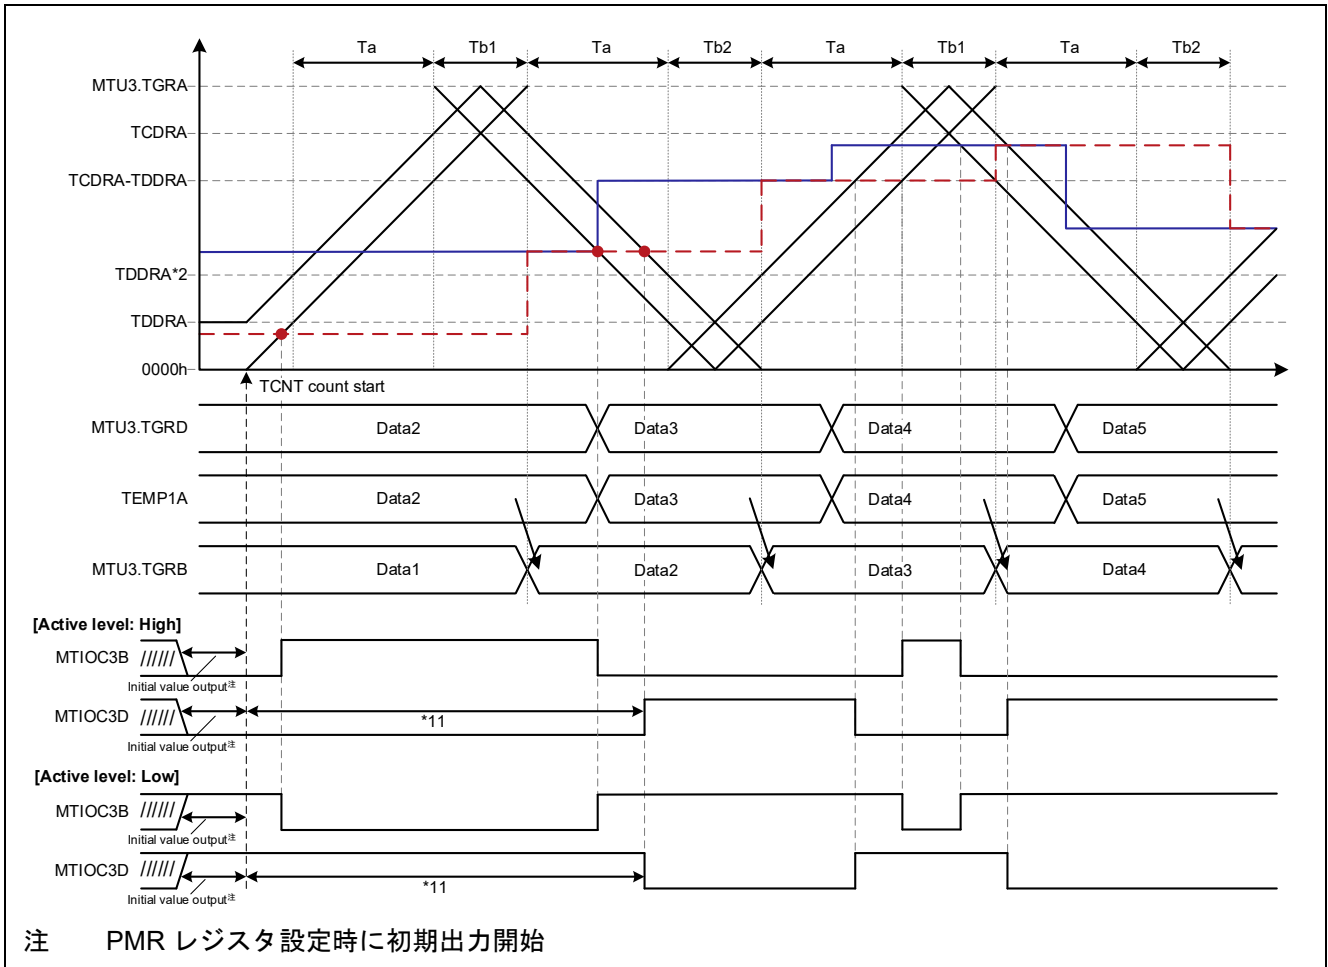 Ta Tb1 Ta Tb2 Ta Tb1 Ta Tb2
MTU3.TGRA
TCDRA
TCDRA-TDDRA
TDDRA*2
TDDRA
0000h
TCNT count start
MTU3.TGRD Data2 Data3 Data4 Data5
TEMP1A Data2 Data3 Data4 Data5
MTU3.TGRB Data1 Data2 Data3 Data4
[Active level: High]
MTIOC3B
Initial value output注
MTIOC3D *11
Initial value output注
[Active level: Low]
MTIOC3B
Initial value output注
MTIOC3D *11
Initial value output注
注 PMR レジスタ設定時に初期出力開始